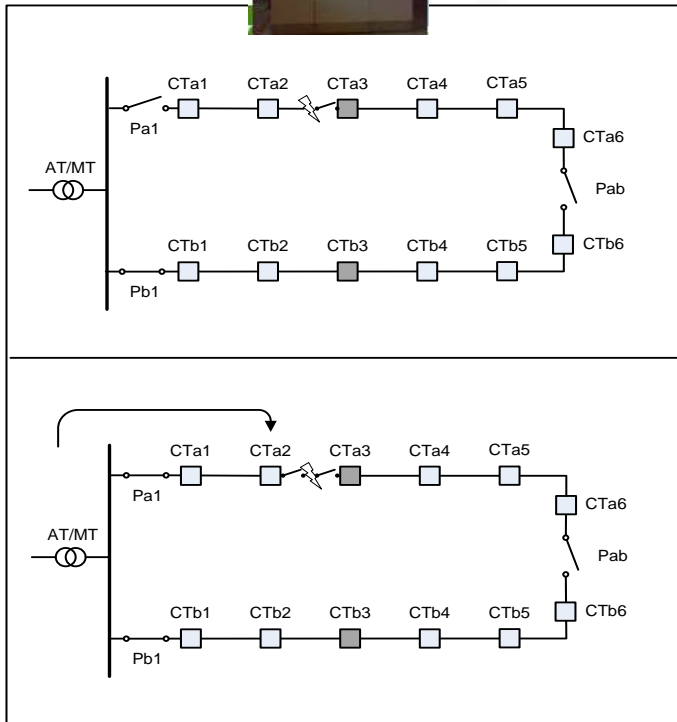 CTa1 CTa2 CTa3 CTa4 CTa5
Pa1
CTa6
AT/MT
Pab
CTb1 CTb2 CTb3 CTb4 CTb5
CTb6
Pb1
CTa1 CTa2 CTa3 CTa4 CTa5
Pa1
CTa6
AT/MT
Pab
CTb1 CTb2 CTb3 CTb4 CTb5
CTb6
Pb1